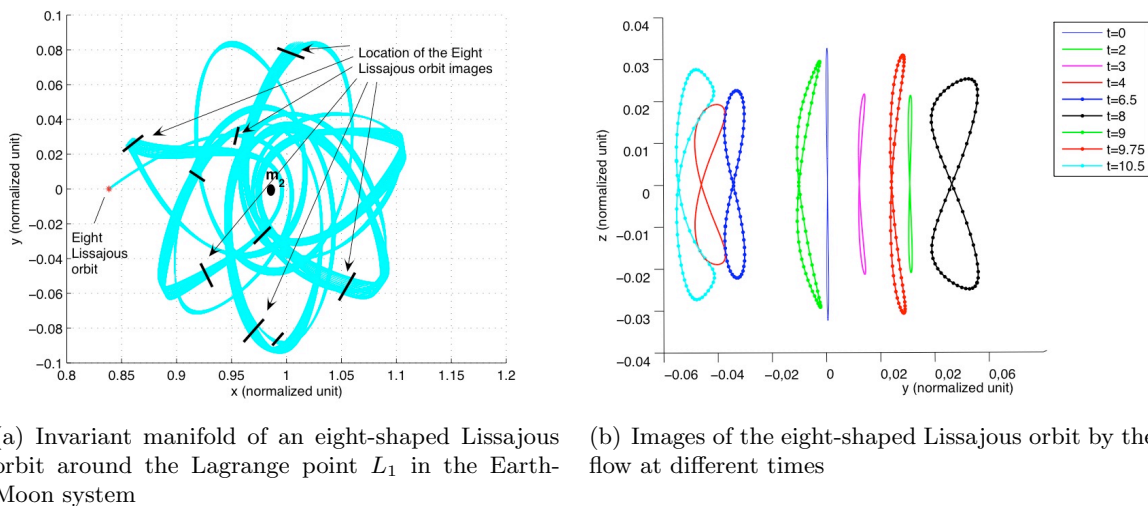 0.1
0.08
0.06
0.04
0.02
0
−0.02
−0.04
−0.06
−0.08
−0.1
y (normalized unit)
0.8 0.85 0.9 0.95 1 1.05 1.1 1.15 1.2
x (normalized unit)
Location of the Eight
Lissajous orbit images
m2
Eight
Lissajous
orbit
0.04
0.03
0.02
0.01
0
−0.01
−0.02
−0.03
−0.04
z (normalized unit)
−0.06 −0.04 −0,02 0 0,02 0,04 0,06
y (normalized unit)
t=0
t=2
t=3
t=4
t=6.5
t=8
t=9
t=9.75
t=10.5
a) Invariant manifold of an eight-shaped Lissajous
orbit around the Lagrange point L1 in the Earth-
Moon system
(b) Images of the eight-shaped Lissajous orbit by the
flow at different times